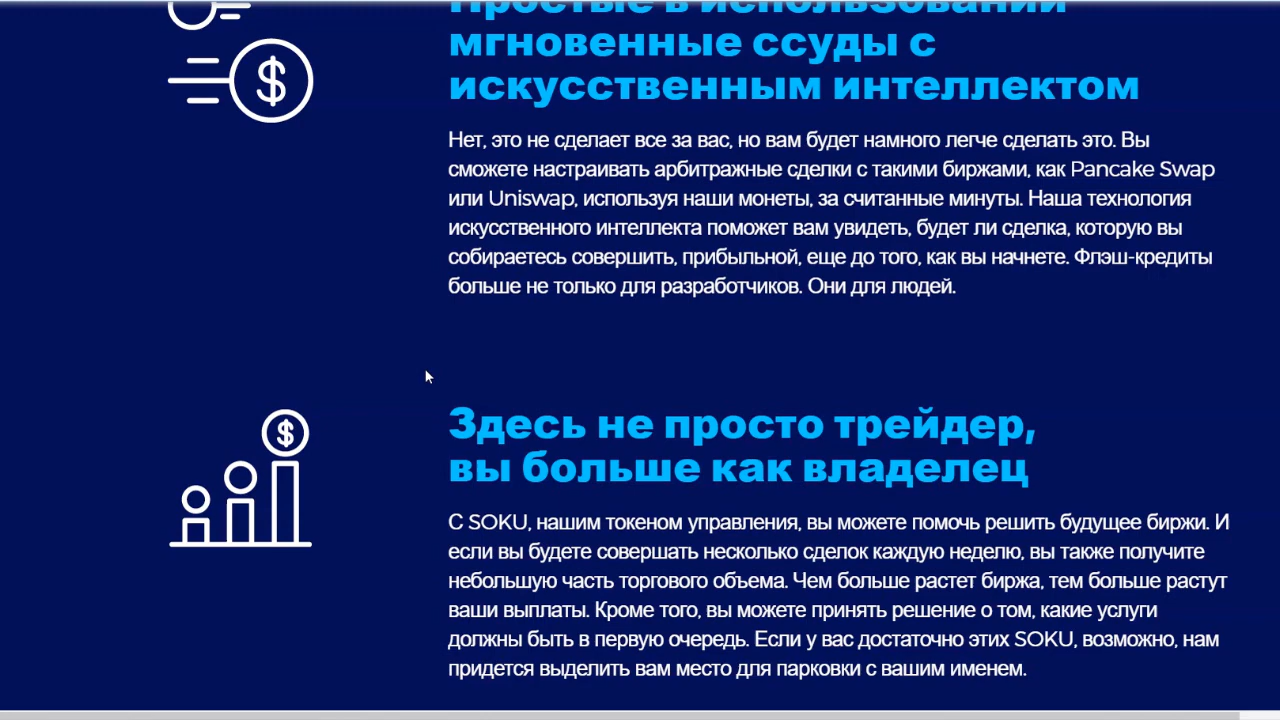 Простые в использовании
мгновенные ссуды с
искусственным интеллектом
Нет, это не сделает все за вас, но вам будет намного легче сделать это. Вы
сможете настраивать арбитражные сделки с такими биржами, как Pancake Swap
или Uniswap, используя наши монеты, за считанные минуты. Наша технология
искусственного интеллекта поможет вам увидеть, будет ли сделка, которую вы
собираетесь совершить, прибыльной, еще до того, как вы начнете. Флэш-кредиты
больше не только для разработчиков. Они для людей.
Здесь не просто трейдер,
вы больше как владелец
С SOKU, нашим токеном управления, вы можете помочь решить будущее биржи. И
если вы будете совершать несколько сделок каждую неделю, вы также получите
небольшую часть торгового объема. Чем больше растет биржа, тем больше растут
ваши выплаты. Кроме того, вы можете принять решение о том, какие услуги
должны быть в первую очередь. Если у вас достаточно этих SOKU, возможно, нам
придется выделить вам место для парковки с вашим именем.